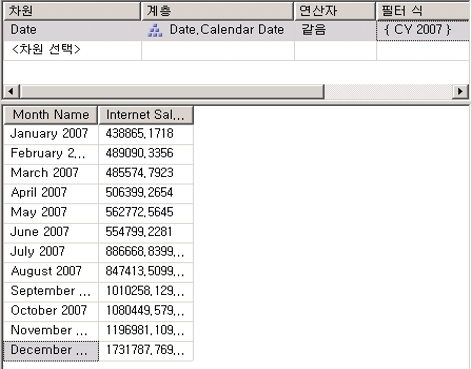 차원 계층 연산자 필터 식
Date Date.Calendar Date 같음 { CY 2007 }
<차원 선택>
Month Name Internet Sal...
January 2007 438865,1718
February 2... 489090,3356
March 2007 485574,7923
April 2007 506399,2654
May 2007 562772,5645
June 2007 554799,2281
July 2007 886668,8399...
August 2007 847413,5099...
September ... 1010258,129...
October 2007 1080449,579...
November ... 1196981,109...
December ... 1731787,769...